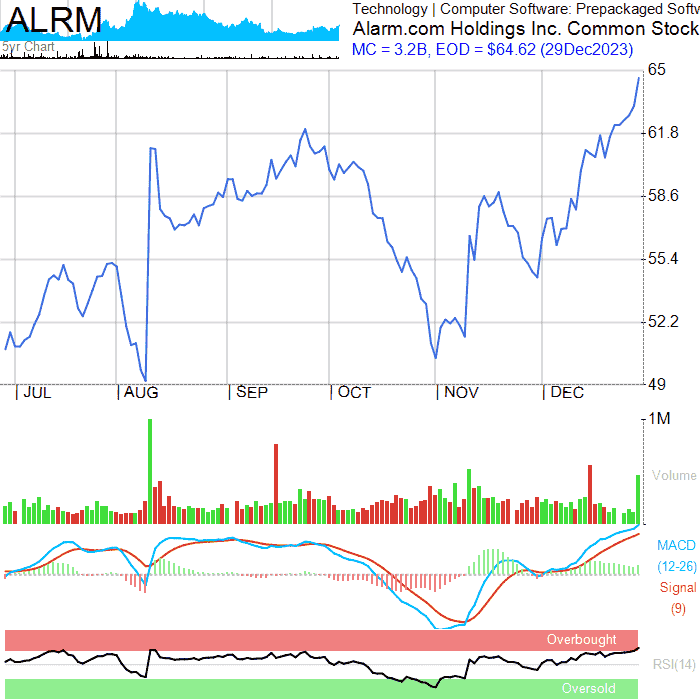 ALRM
5yr Chart
Technology | Computer Software: Prepackaged Softw
Alarm.com Holdings Inc. Common Stock
MC = 3.2B, EOD = $64.62 (29Dec2023)
65
61.8
58.6
55.4
52.2
49
JUL AUG SEP OCT NOV DEC
1M
Volume
MACD
(12-26)
Signal
(9)
Overbought
RSI(14)
Oversold